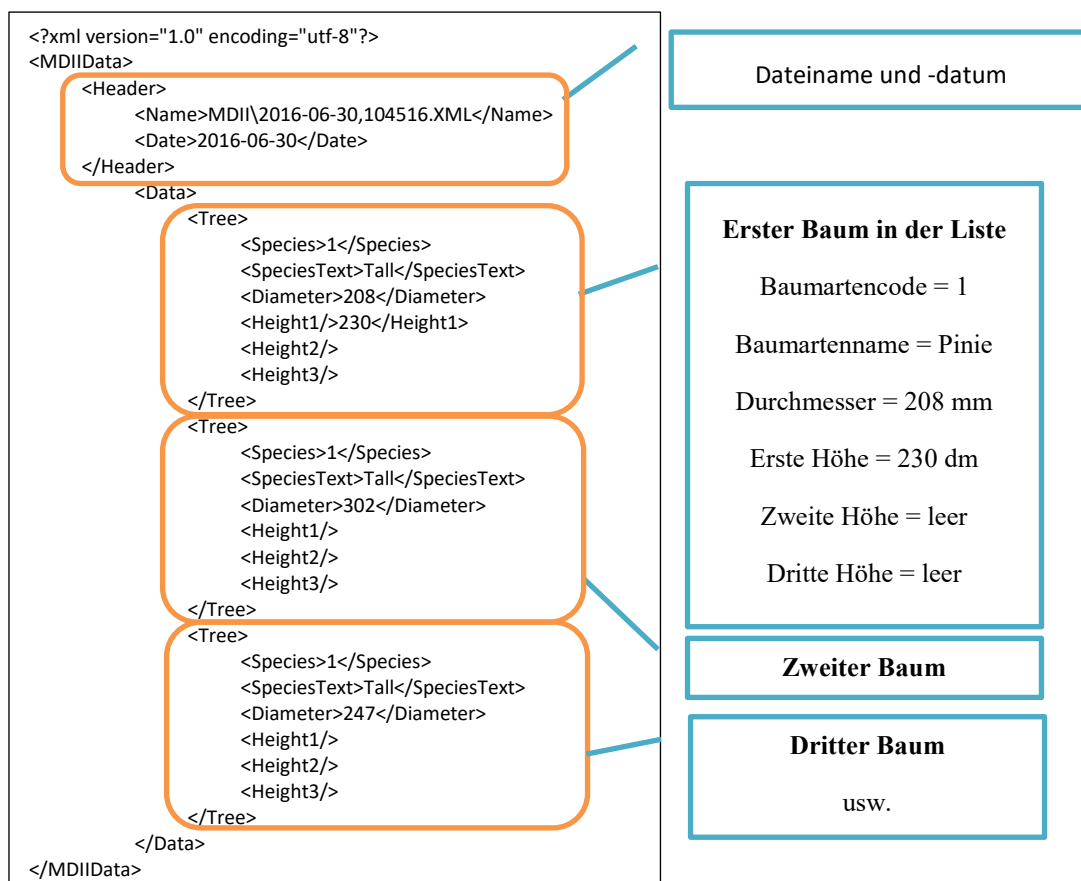 <?xml version="1.0" encoding="utf-8"?>
<MDIIData>
<Header>
<Name>MDII\2016-06-30,104516.XML</Name>
<Date>2016-06-30</Date>
</Header>
<Data>
<Tree>
<Species>1</Species>
<SpeciesText>Tall</SpeciesText>
<Diameter>208</Diameter>
<Height1/>230</Height1>
<Height2/>
<Height3/>
</Tree>
<Tree>
<Species>1</Species>
<SpeciesText>Tall</SpeciesText>
<Diameter>302</Diameter>
<Height1/>
<Height2/>
<Height3/>
</Tree>
<Tree>
<Species>1</Species>
<SpeciesText>Tall</SpeciesText>
<Diameter>247</Diameter>
<Height1/>
<Height2/>
<Height3/>
</Tree>
</Data>
</MDIIData>
Dateiname und -datum
Erster Baum in der Liste
Baumartencode = 1
Baumartenname = Pinie
Durchmesser = 208 mm
Erste Höhe = 230 dm
Zweite Höhe = leer
Dritte Höhe = leer
Zweiter Baum
Dritter Baum
usw.